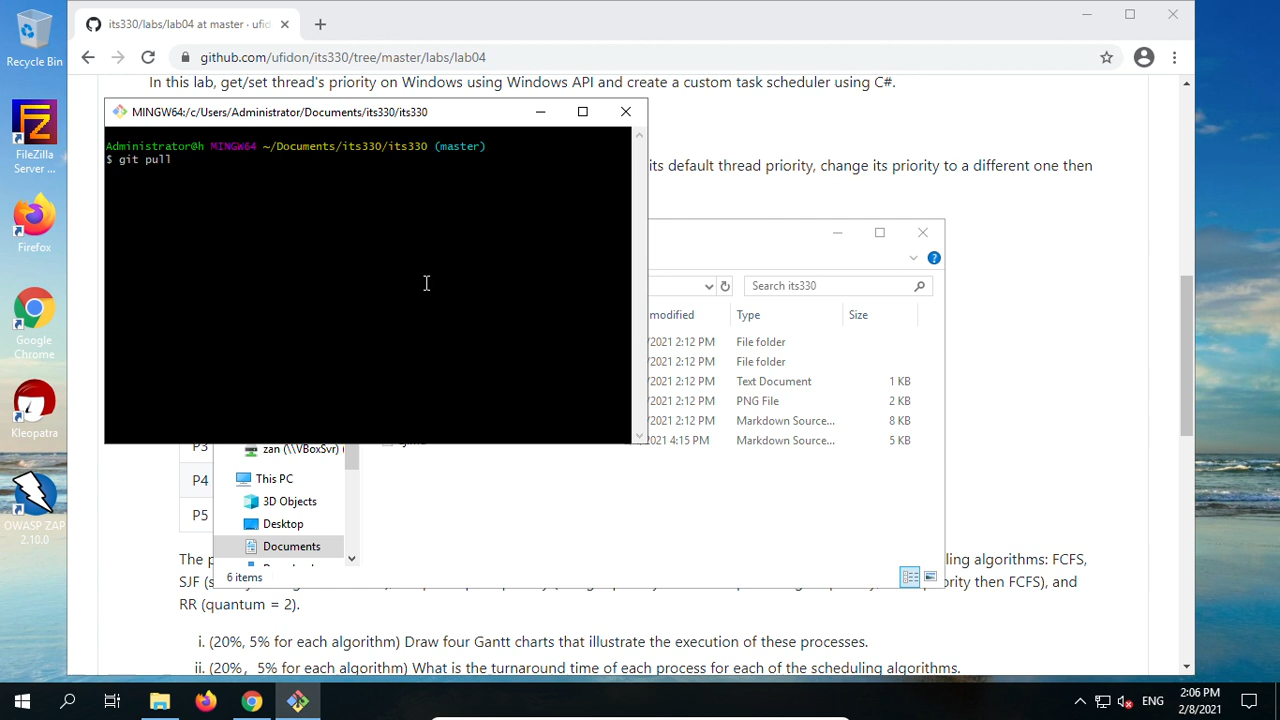 Recycle Bin
FileZilla
Server ...
Firefox
Google
Chrome
Kleopatra
OWASP ZAP
2.10.0
its330/labs/lab04 at master · ufid
github.com/ufidon/its330/tree/master/labs/lab04
In this lab, get/set thread's priority on Windows using Windows API and create a custom task scheduler using C#.
MINGW64:/c/Users/Administrator/Documents/its330/its330
Administrator@h MINGW64 ~/Documents/its330/its330 (master)
$ git pull
its default thread priority, change its priority to a different one then
Search its330
modified Type Size
/2021 2:12 PM File folder
/2021 2:12 PM File folder
/2021 2:12 PM Text Document 1 KB
/2021 2:12 PM PNG File 2 KB
/2021 2:12 PM Markdown Source... 8 KB
/2021 4:15 PM Markdown Source... 5 KB
P3
P4
P5
zan (\\VBoxSvr) (
This PC
3D Objects
Desktop
Documents
6 items
The p
ling algorithms: FCFS,
SJF (s
ority then FCFS), and
RR (quantum = 2).
i. (20%, 5% for each algorithm) Draw four Gantt charts that illustrate the execution of these processes.
ii. (20%, 5% for each algorithm) What is the turnaround time of each process for each of the scheduling algorithms.
ENG
2:06 PM
2/8/2021